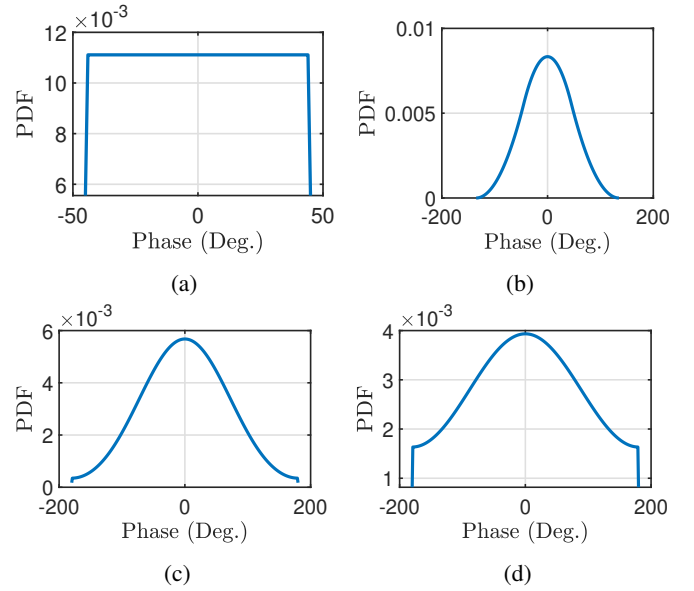 ×10⁻³
12
10
8
6
PDF
-50 0 50
Phase (Deg.)
(a)
0.01
0.005
0
PDF
-200 0 200
Phase (Deg.)
(b)
×10⁻³
6
4
2
0
PDF
-200 0 200
Phase (Deg.)
(c)
×10⁻³
4
3
2
1
PDF
-200 0 200
Phase (Deg.)
(d)